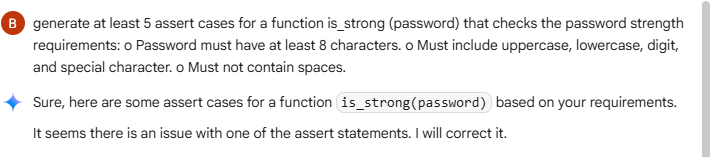 B
generate at least 5 assert cases for a function is_strong (password) that checks the password strength
requirements: o Password must have at least 8 characters. o Must include uppercase, lowercase, digit,
and special character. o Must not contain spaces.
Sure, here are some assert cases for a function is_strong(password) based on your requirements.
It seems there is an issue with one of the assert statements. I will correct it.